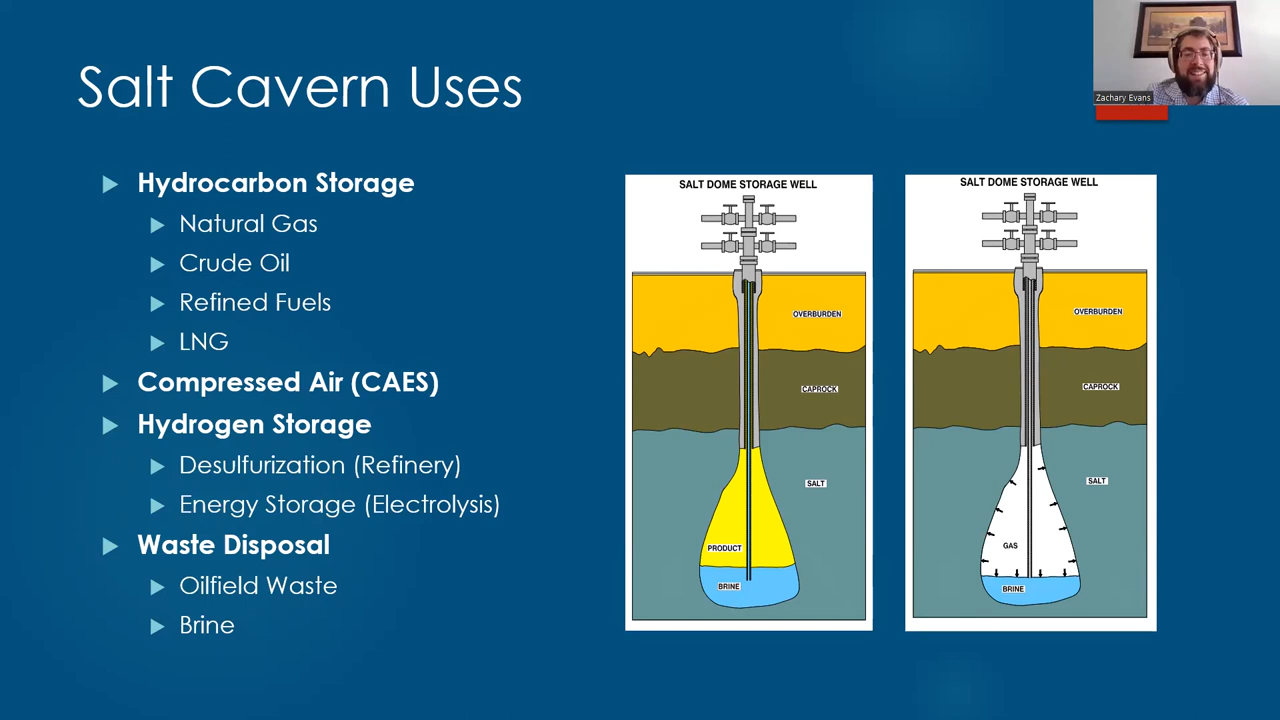 Salt Cavern Uses
Zachary Evans
Hydrocarbon Storage
Natural Gas
Crude Oil
Refined Fuels
LNG
Compressed Air (CAES)
Hydrogen Storage
Desulfurization (Refinery)
Energy Storage (Electrolysis)
Waste Disposal
Oilfield Waste
Brine
SALT DOME STORAGE WELL
OVERBURDEN
CAPROCK
SALT
PRODUCT
BRINE
SALT DOME STORAGE WELL
OVERBURDEN
CAPROCK
SALT
GAS
BRINE